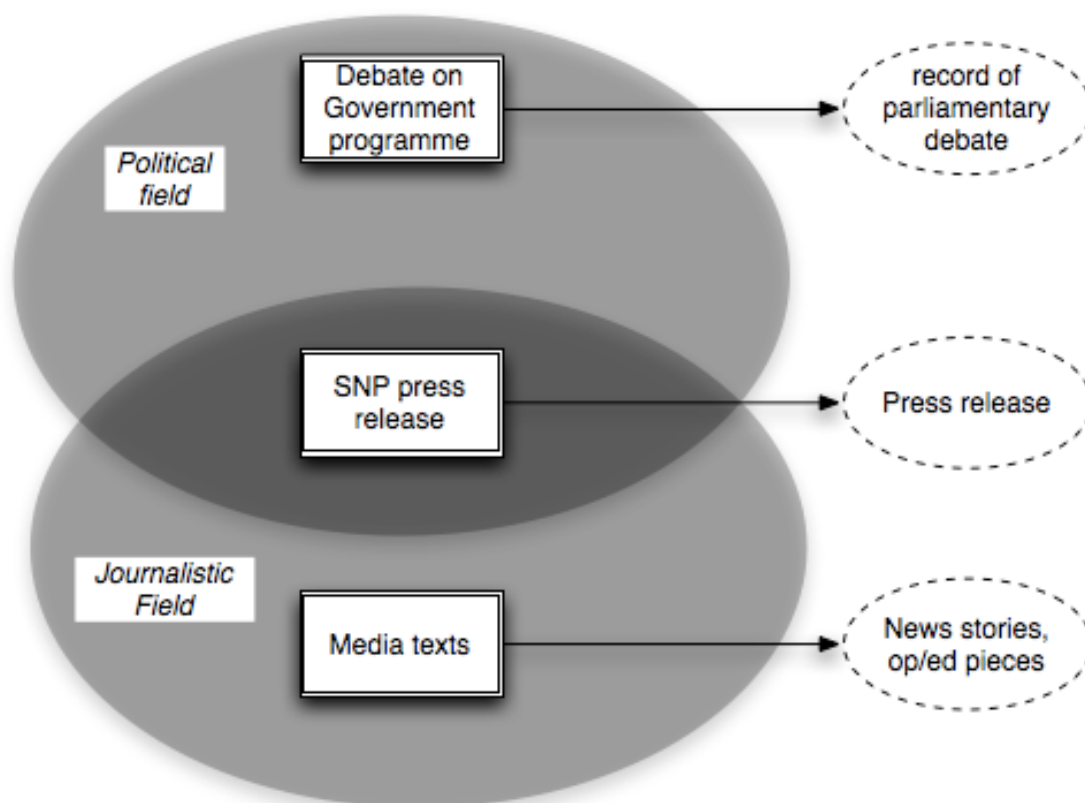 Debate on
Government
programme
record of
parliamentary
debate
Political
field
SNP press
release
Press release
Journalistic
Field
Media texts
News stories,
op/ed pieces